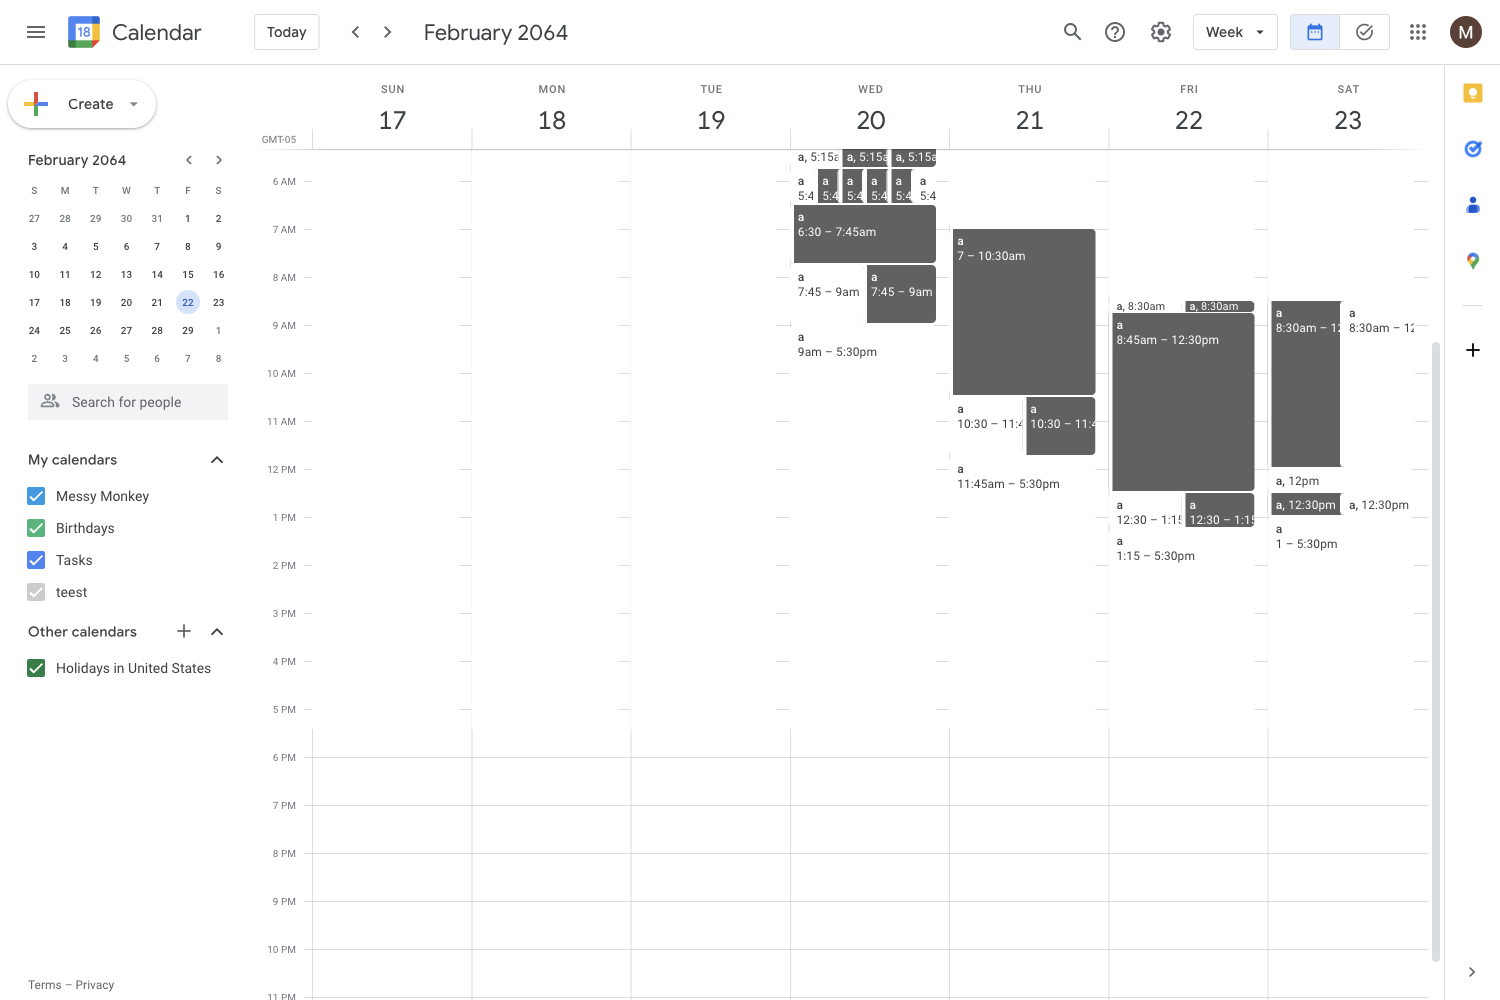 18 Calendar
Today
February 2064
Week
M
Create
SUN MON TUE WED THU FRI SAT
17 18 19 20 21 22 23
GMT-05
February 2064
S M T W T F S
27 28 29 30 31 1 2
3 4 5 6 7 8 9
10 11 12 13 14 15 16
17 18 19 20 21 22 23
24 25 26 27 28 29 1
2 3 4 5 6 7 8
Search for people
My calendars
Messy Monkey
Birthdays
Tasks
teest
Other calendars
Holidays in United States
Terms – Privacy
6 AM
7 AM
8 AM
9 AM
10 AM
11 AM
12 PM
1 PM
2 PM
3 PM
4 PM
5 PM
6 PM
7 PM
8 PM
9 PM
10 PM
11 PM
a, 5:15a
a, 5:15a
a, 5:15a
a
5:4
a
5:4
a
5:4
a
5:4
a
5:4
a
5:4
a
6:30 – 7:45am
a
7:45 – 9am
a
7:45 – 9am
a
9am – 5:30pm
a
7 – 10:30am
a
10:30 – 11:4
a
10:30 – 11:4
a
11:45am – 5:30pm
a, 8:30am
a, 8:30am
a
8:45am – 12:30pm
a
12:30 – 1:15
a
12:30 – 1:15
a
1:15 – 5:30pm
a
8:30am – 12
a
8:30am – 12
a, 12pm
a, 12:30pm
a, 12:30pm
a
1 – 5:30pm